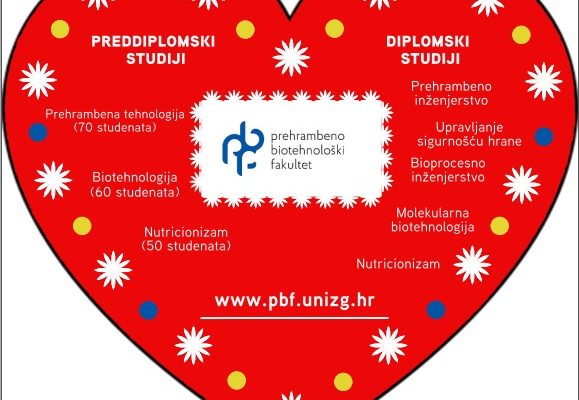 PREDDIPLOMSKI
STUDIJI
Prehrambena tehnologija
(70 studenata)
Biotehnologija
(60 studenata)
Nutricionizam
(50 studenata)
prehrambeno
biotehnološki
fakultet
DIPLOMSKI
STUDIJI
Prehrambeno
inženjerstvo
Upravljanje
sigurnošću hrane
Bioprocesno
inženjerstvo
Molekularna
biotehnologija
Nutricionizam
www.pbf.unizg.hr